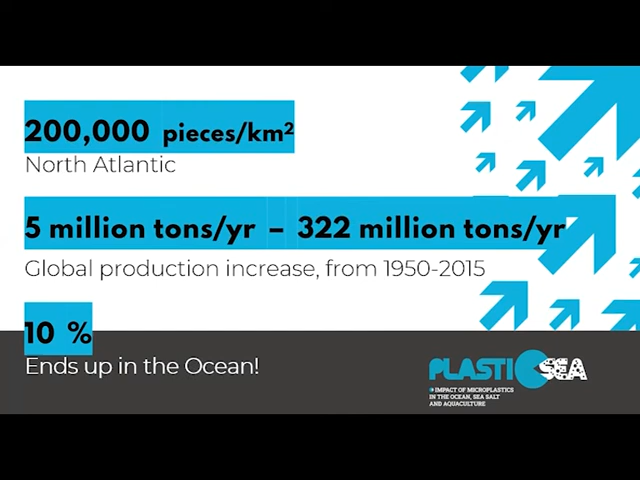 200,000 pieces/km²
North Atlantic
5 million tons/yr – 322 million tons/yr
Global production increase, from 1950-2015
10 %
Ends up in the Ocean!
PLASTICSEA
IMPACT OF MICROPLASTICS
IN THE OCEAN, SEA SALT
AND AQUACULTURE